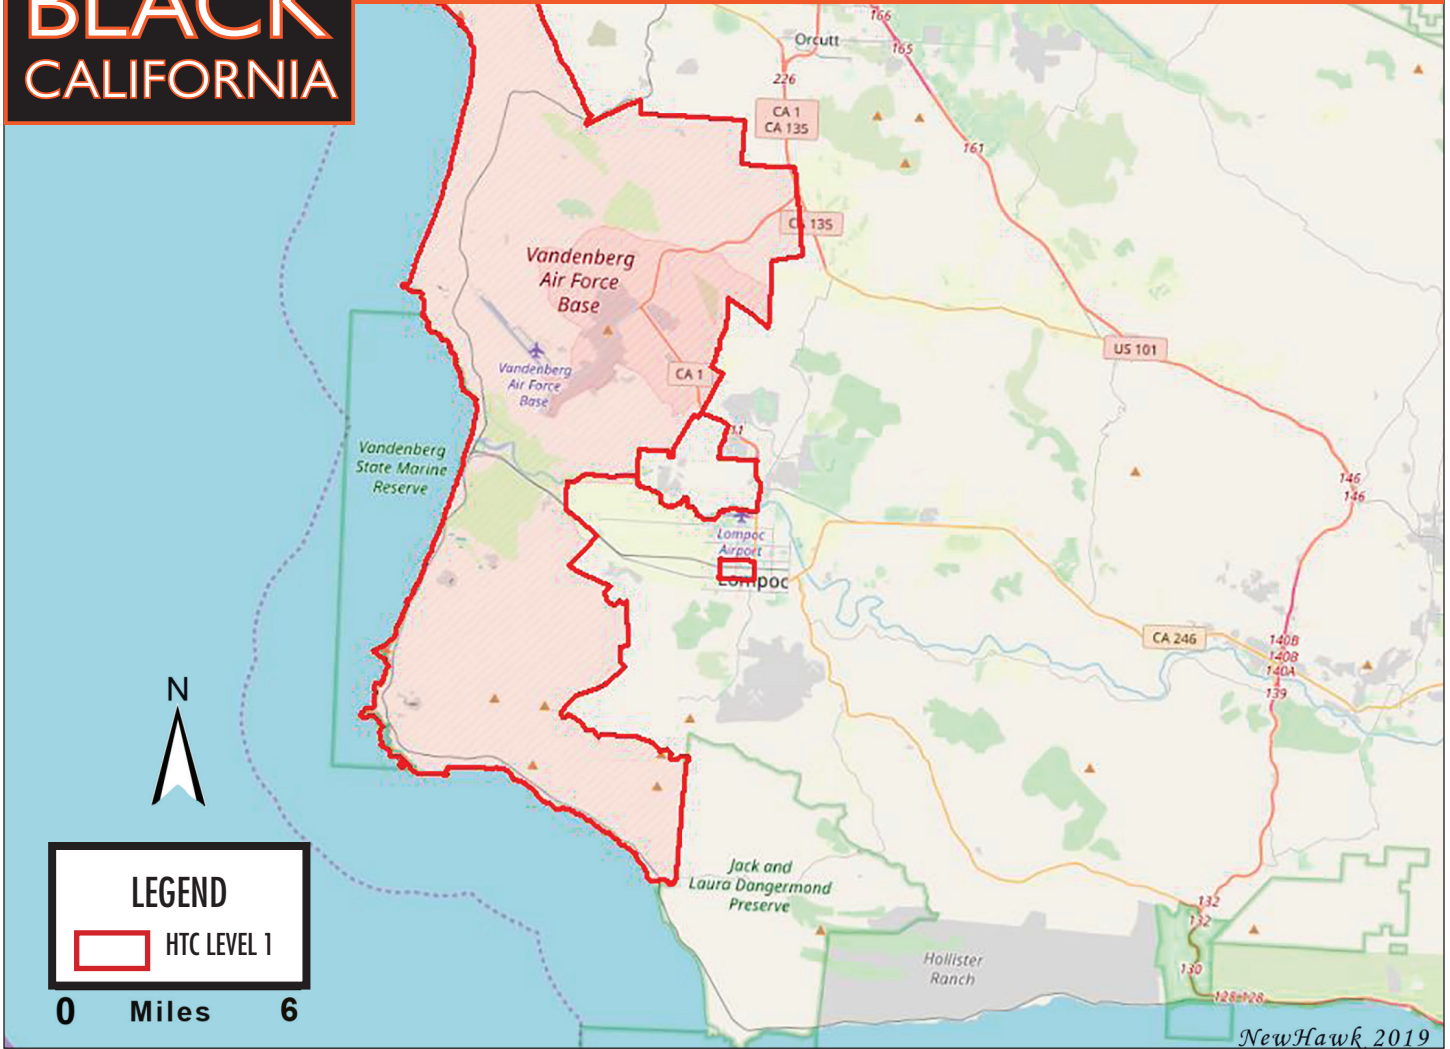 BLACK
CALIFORNIA
166
Orcutt
165
226
CA 1
CA 135
161
CA 135
Vandenberg
Air Force
Base
US 101
Vandenberg
Air Force
Base
CA 1
Vandenberg
State Marine
Reserve
146
146
Lompoc
Airport
Lompoc
CA 246
140B
140B
140A
139
N
Jack and
Laura Dangermond
Preserve
132
132
Hollister
Ranch
130
128 128
LEGEND
HTC LEVEL 1
0 Miles 6
NewHawk 2019